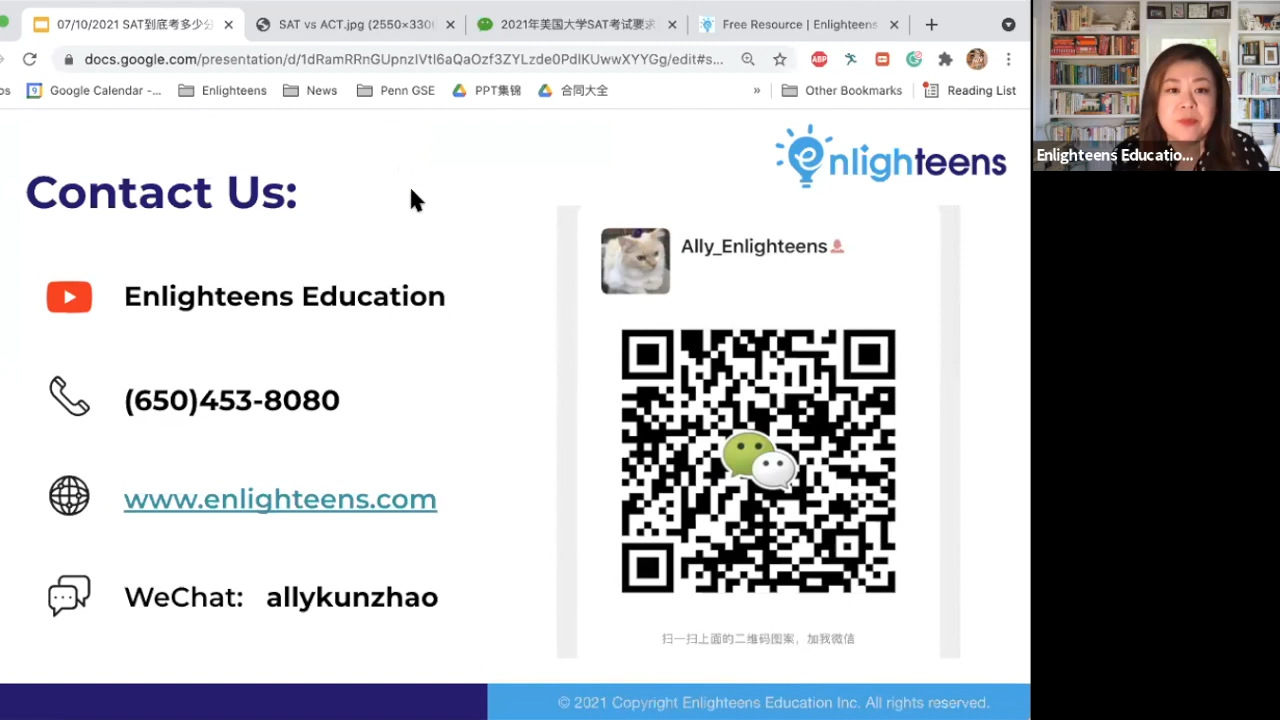 07/10/2021 SAT到底考多少分
SAT vs ACT.jpg (2550×330
2021年美国大学SAT考试要求
Free Resource | Enlighteens
docs.google.com/presentation/d/
Google Calendar -...
Enlighteens
News
Penn GSE
PPT集锦
合同大全
»
Other Bookmarks
Reading List
enlighteens
Contact Us:
Enlighteens Education
(650)453-8080
www.enlighteens.com
WeChat: allykunzhao
Ally_Enlighteens
扫一扫上面的二维码图案，加我微信
© 2021 Copyright Enlighteens Education Inc. All rights reserved.
Enlighteens Educatio...